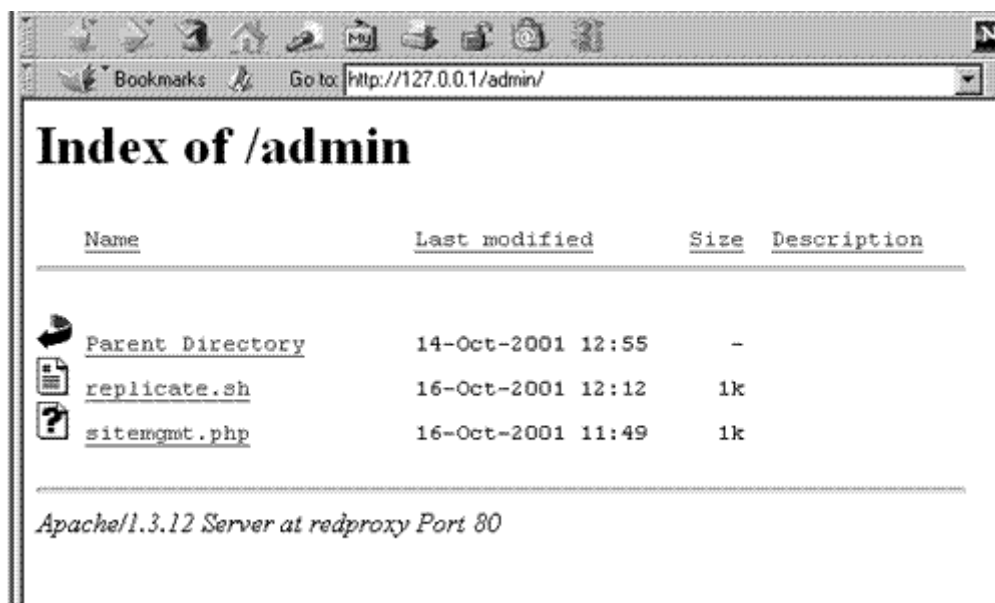 My
N
Bookmarks Go to: http://127.0.0.1/admin/
Index of /admin
Name Last modified Size Description
Parent Directory 14-Oct-2001 12:55 -
replicate.sh 16-Oct-2001 12:12 1k
sitemgmt.php 16-Oct-2001 11:49 1k
Apache/1.3.12 Server at redproxy Port 80